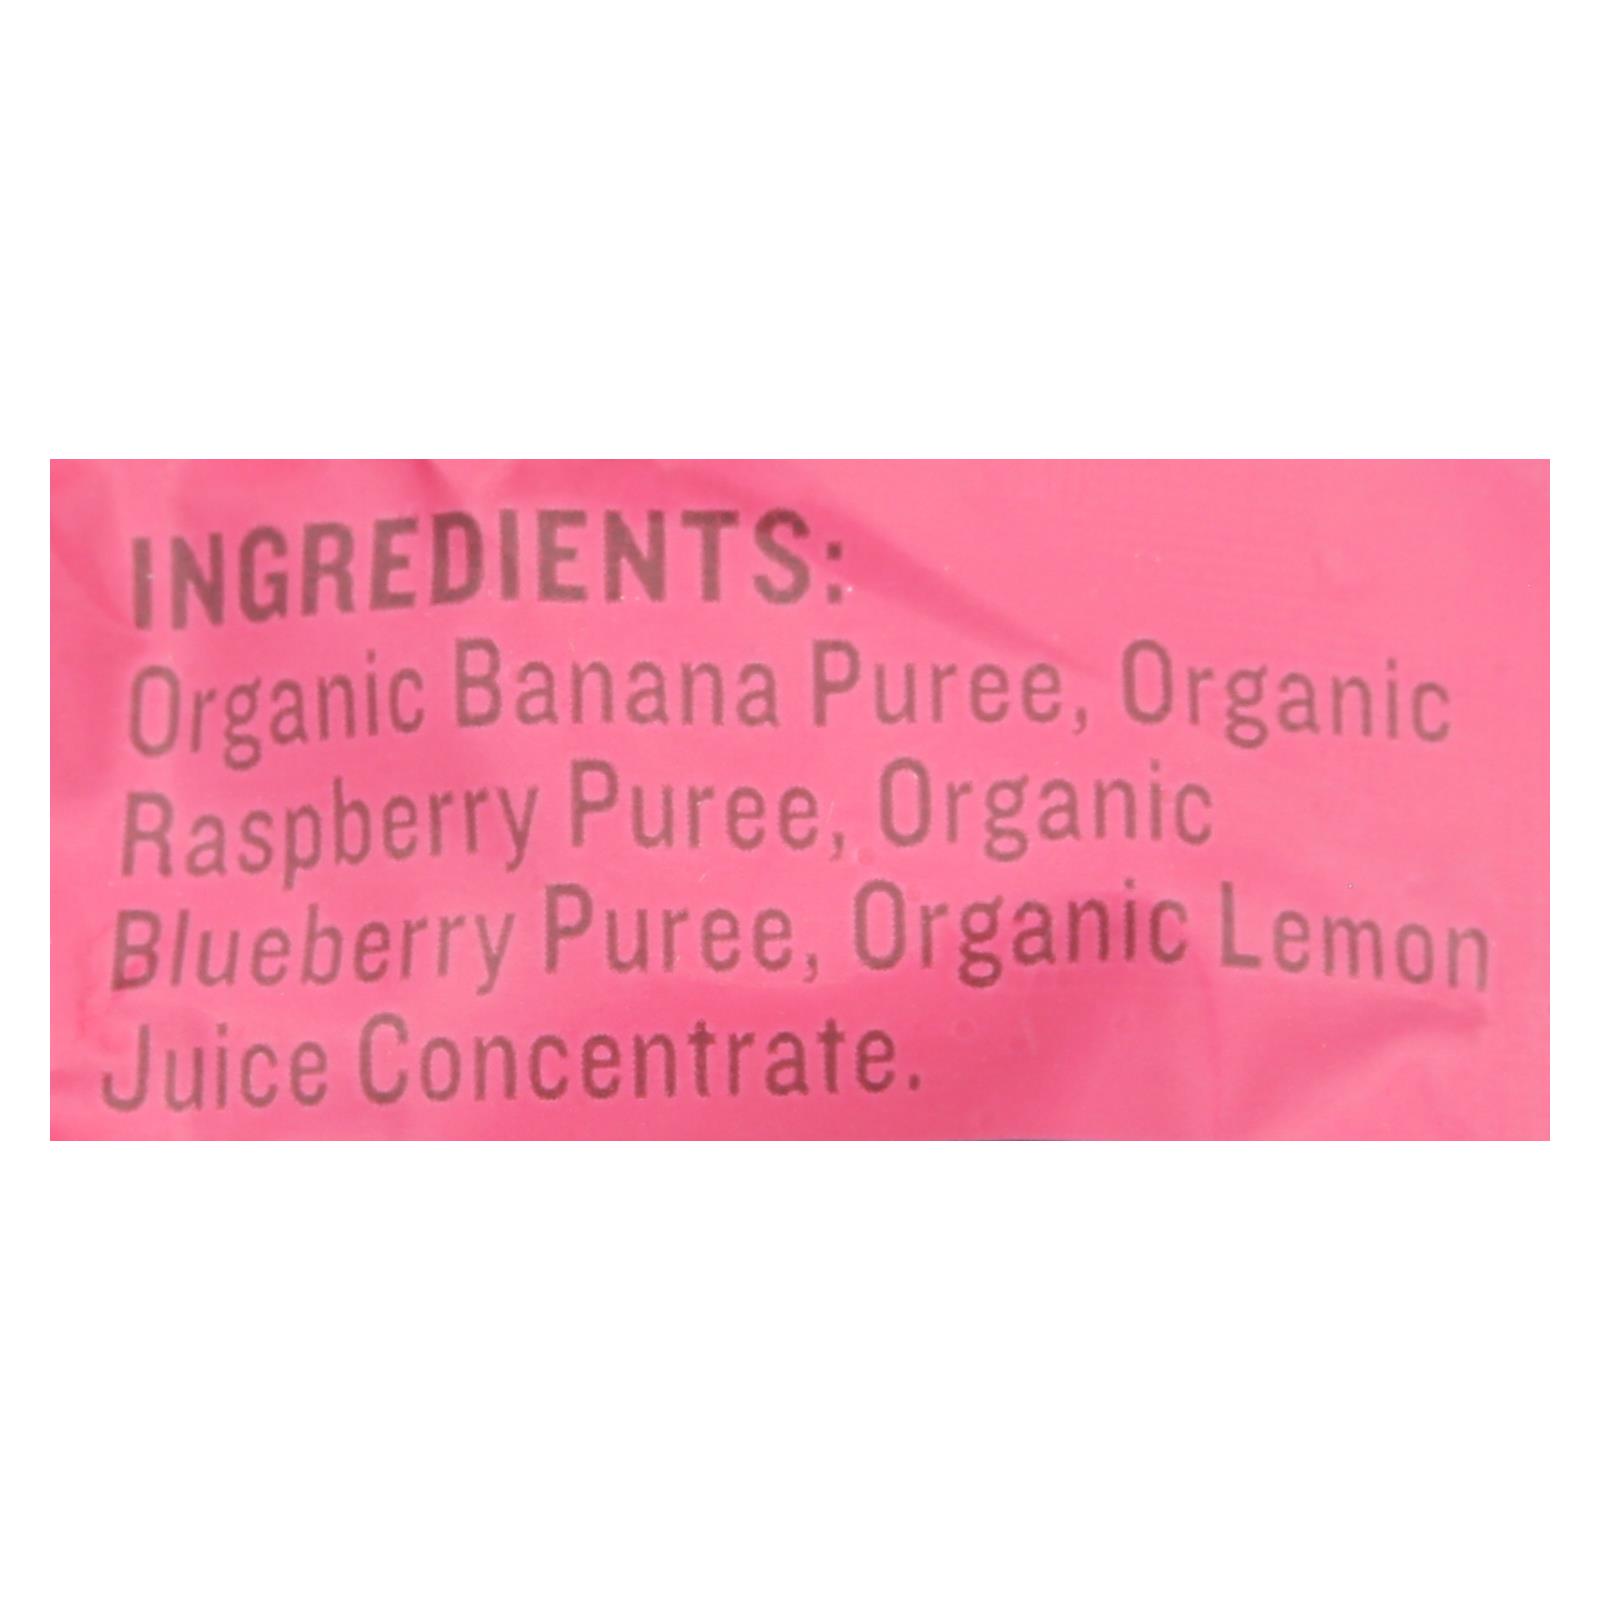 INGREDIENTS:
Organic Banana Puree, Organic
Raspberry Puree, Organic
Blueberry Puree, Organic Lemon
Juice Concentrate.